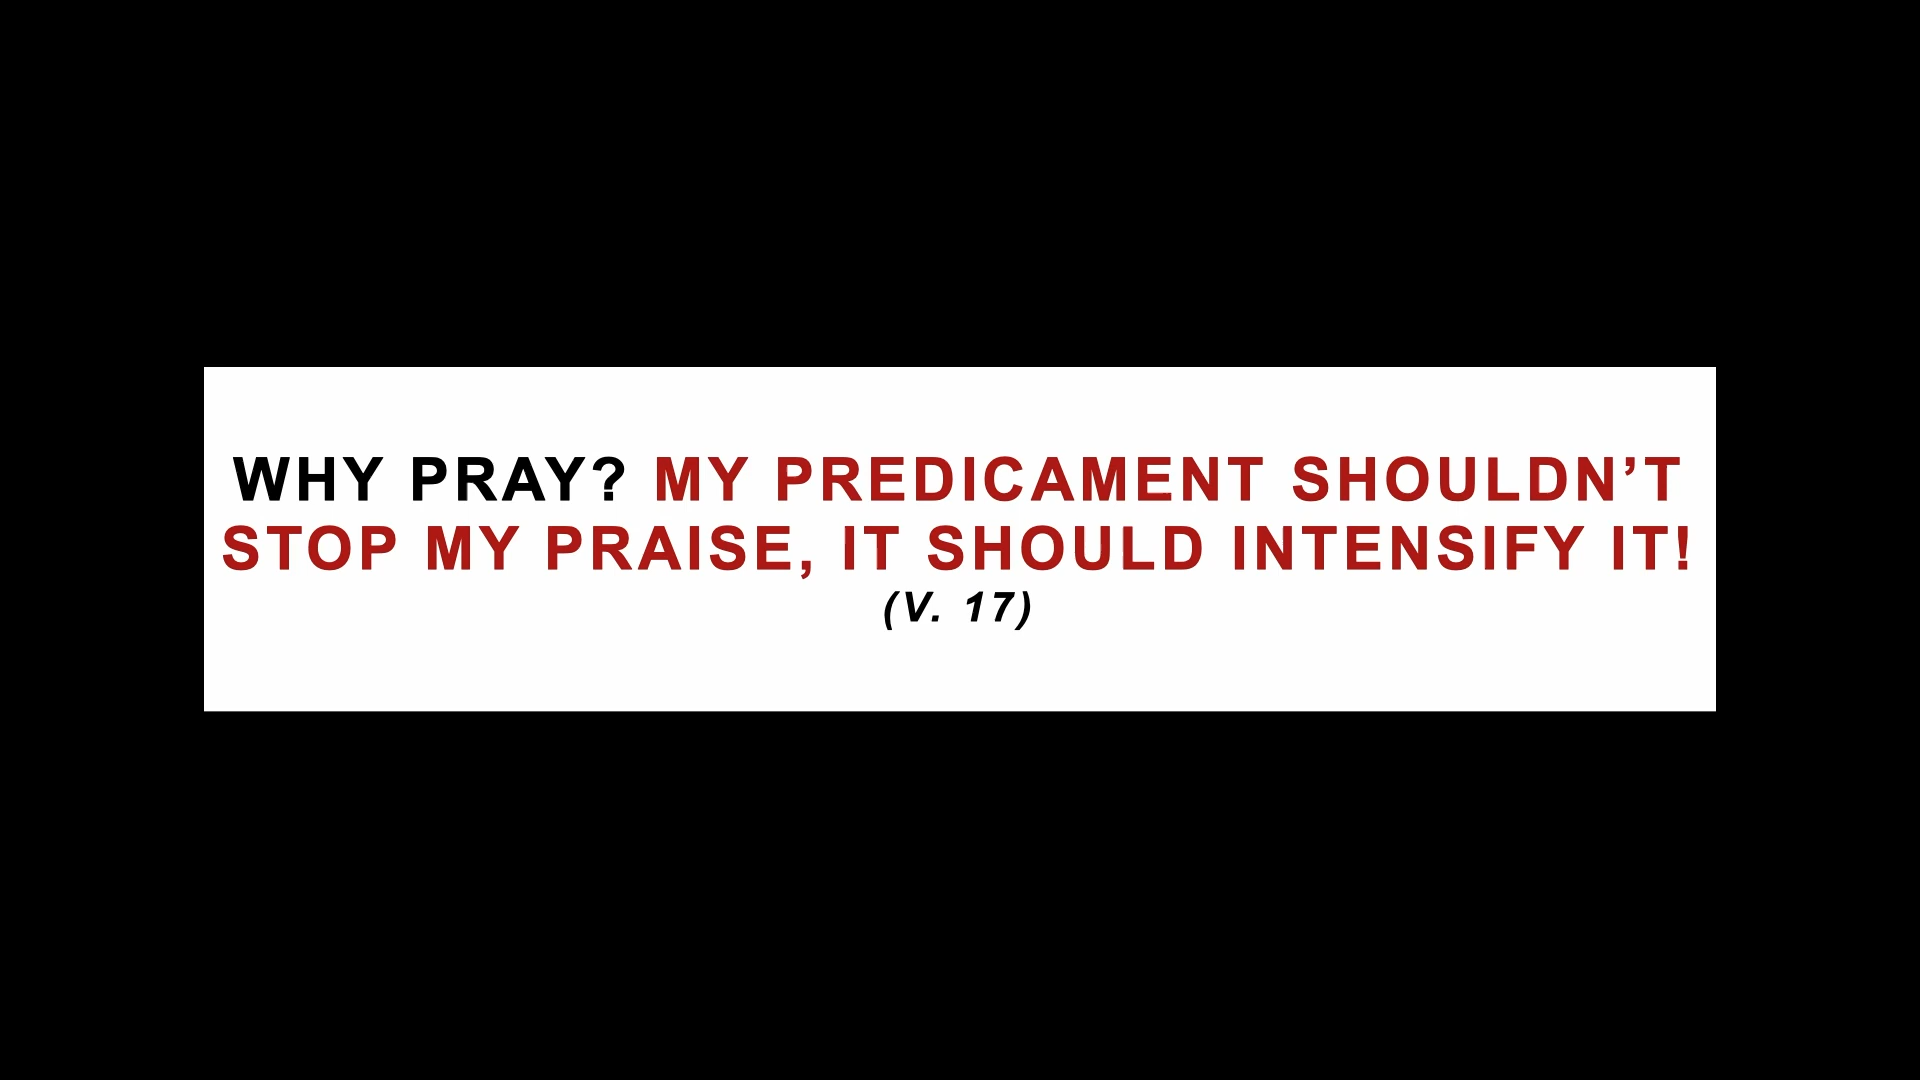 WHY PRAY? MY PREDICAMENT SHOULDN’T
STOP MY PRAISE, IT SHOULD INTENSIFY IT!
(V. 17)